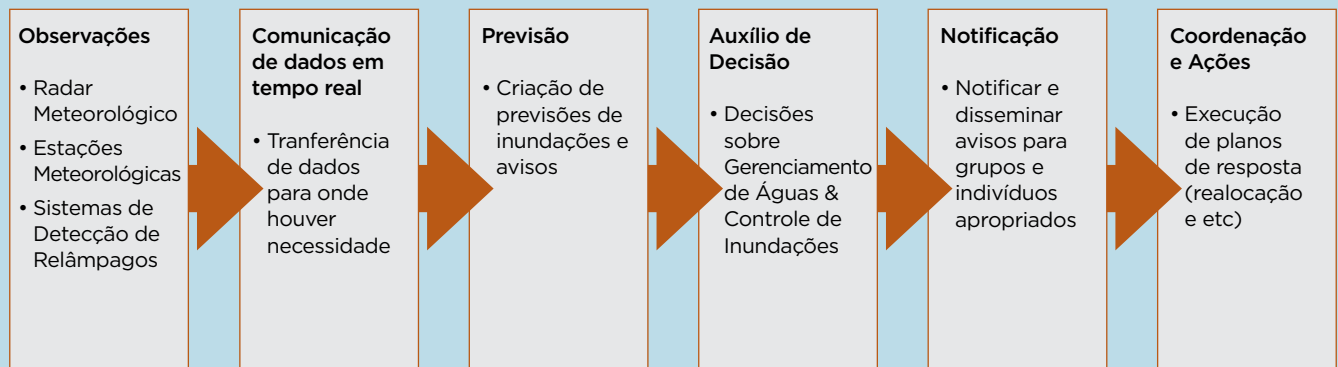 Observações
• Radar
Meteorológico
• Estações
Meteorológicas
• Sistemas de
Detecção de
Relâmpagos
Comunicação
de dados em
tempo real
• Tranferência
de dados
para onde
houver
necessidade
Previsão
• Criação de
previsões de
inundações e
avisos
Auxílio de
Decisão
• Decisões
sobre
Gerenciamento
de Águas &
Controle de
Inundações
Notificação
• Notificar e
disseminar
avisos para
grupos e
indivíduos
apropriados
Coordenação
e Ações
• Execução
de planos
de resposta
(realocação
e etc)